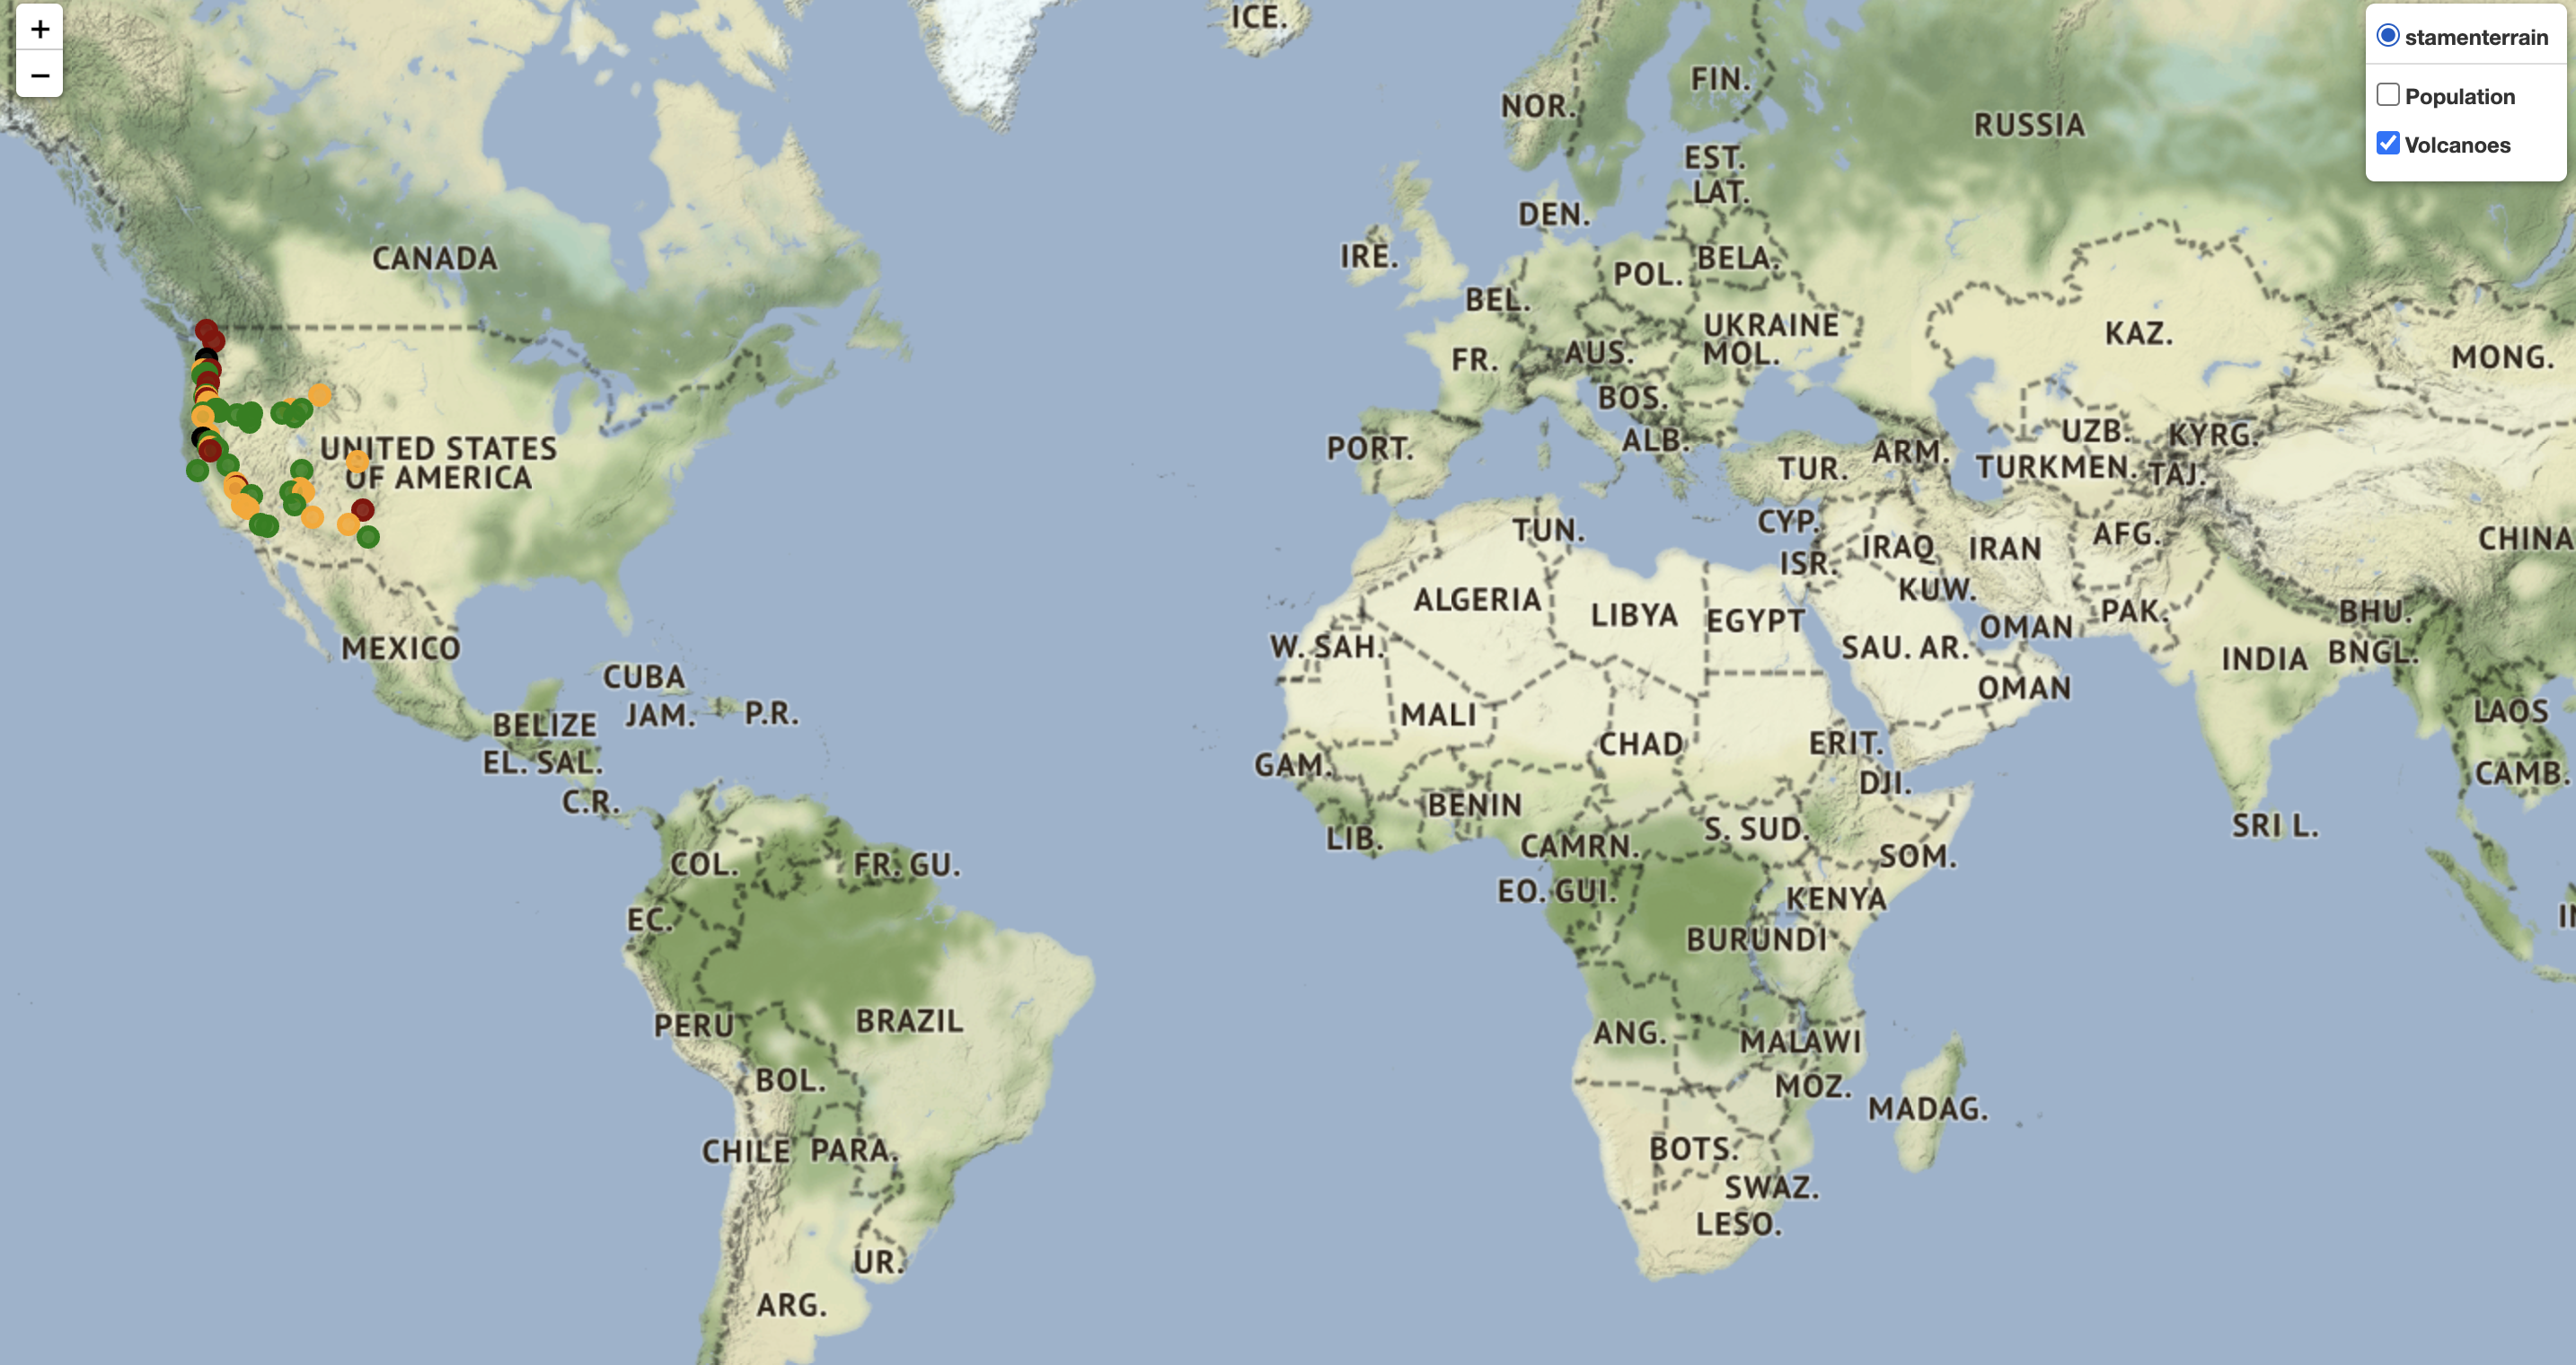 +
−
stamenterrain
Population
Volcanoes
ICE.
FIN.
NOR.
RUSSIA
EST.
LAT.
DEN.
IRE.
CANADA
POL.
BELA.
BEL.
UKRAINE
KAZ.
FR.
AUS.
MOL.
MONG.
BOS.
UNITED STATES
OF AMERICA
PORT.
ALB.
TUR.
ARM.
UZB.
KYRG.
TURKMEN.
TAJ.
TUN.
CYP.
ISR.
IRAQ
IRAN
AFG.
CHINA
ALGERIA
LIBYA
EGYPT
KUW.
PAK.
BHU.
MEXICO
W. SAH.
SAU. AR.
OMAN
INDIA
BNGL.
CUBA
JAM.
P.R.
OMAN
BELIZE
MALI
LAOS
EL. SAL.
GAM.
CHAD
ERIT.
DJI.
CAMB.
C.R.
BENIN
LIB.
CAMRN.
S. SUD.
SOM.
SRI L.
COL.
FR. GU.
EQ. GUI.
KENYA
EC.
BURUNDI
PERU
BRAZIL
ANG.
MALAWI
BOL.
MOZ.
MADAG.
CHILE
PARA.
BOTS.
SWAZ.
LESO.
UR.
ARG.